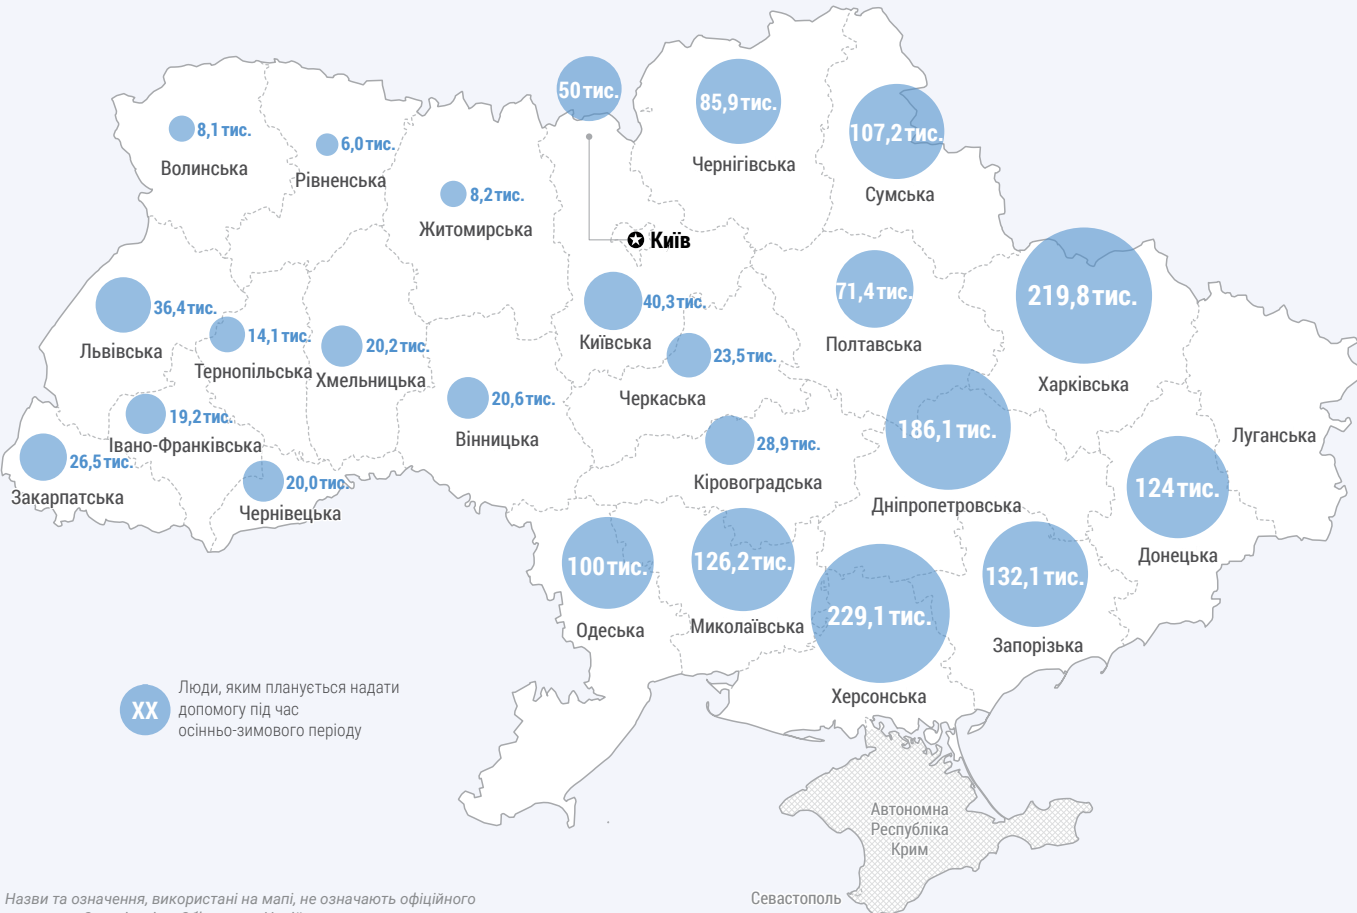 50 тис.
85,9 тис.
107,2 тис.
8,1 тис.
6,0 тис.
Волинська
Рівненська
Чернігівська
Сумська
8,2 тис.
Житомирська
Київ
36,4 тис.
14,1 тис.
20,2 тис.
40,3 тис.
71,4 тис.
219,8 тис.
Львівська
Тернопільська
Хмельницька
Київська
23,5 тис.
Полтавська
Черкаська
Харківська
19,2 тис.
Івано-Франківська
20,6 тис.
Вінницька
28,9 тис.
Кіровоградська
186,1 тис.
Дніпропетровська
Луганська
26,5 тис.
Закарпатська
20,0 тис.
Чернівецька
124 тис.
Донецька
100 тис.
Одеська
126,2 тис.
Миколаївська
229,1 тис.
Херсонська
132,1 тис.
Запорізька
XX
Люди, яким планується надати
допомогу під час
осінньо-зимового періоду
Автономна
Республіка
Крим
Севастополь
Назви та означення, використані на мапі, не означають офіційного